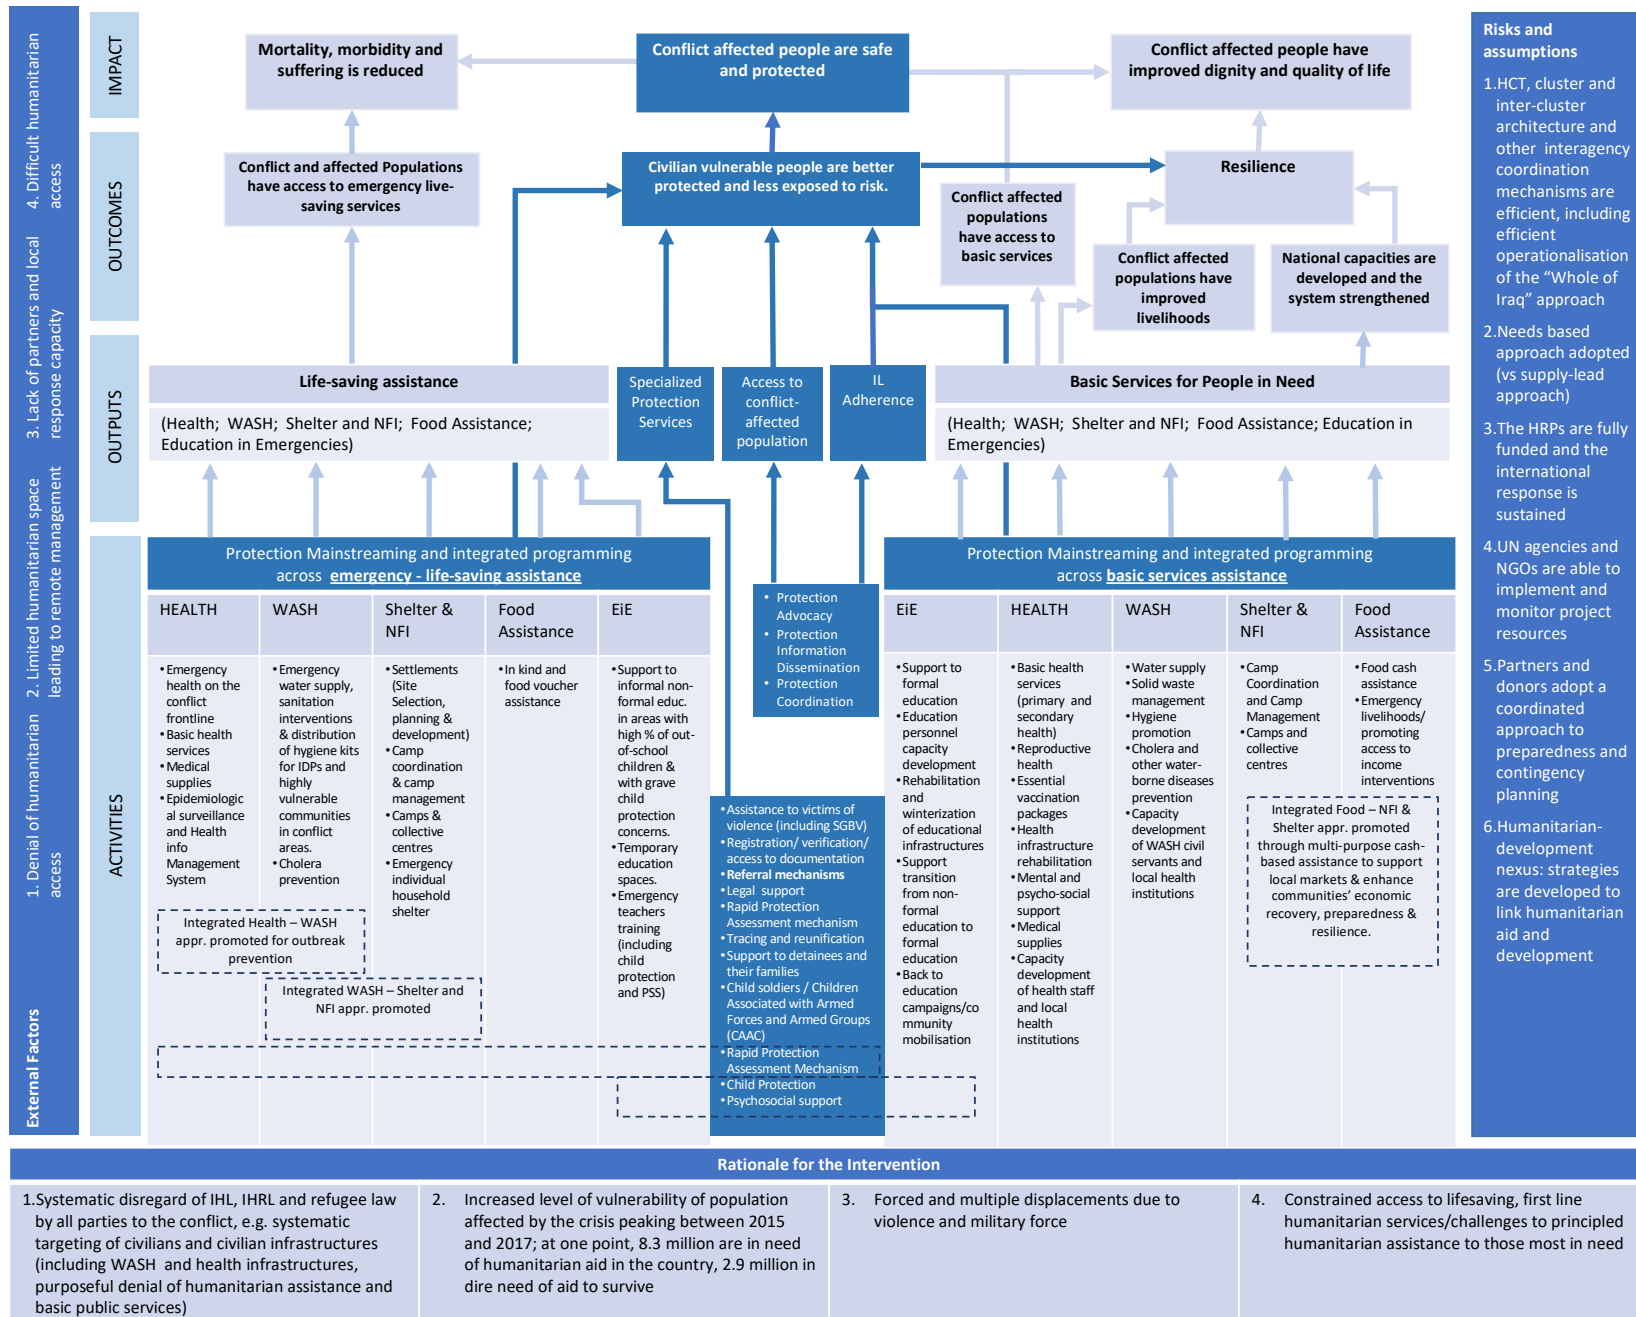 External Factors
1. Denial of humanitarian
access
2. Limited humanitarian space
leading to remote management
3. Lack of partners and local
response capacity
4. Difficult humanitarian
access
IMPACT
Mortality, morbidity and
suffering is reduced
Conflict affected people are safe
and protected
Conflict affected people have
improved dignity and quality of life
OUTCOMES
Conflict and affected Populations
have access to emergency live-
saving services
Civilian vulnerable people are better
protected and less exposed to risk.
Conflict affected
populations
have access to
basic services
Resilience
Conflict affected
populations have
improved
livelihoods
National capacities are
developed and the
system strengthened
OUTPUTS
Life-saving assistance
(Health;  WASH;  Shelter and NFI;  Food Assistance;
Education in Emergencies)
Specialized
Protection
Services
Access to
conflict-
affected
population
IL
Adherence
Basic Services for People in Need
(Health;  WASH;  Shelter and NFI;  Food Assistance; Education in
Emergencies)
ACTIVITIES
Protection Mainstreaming and integrated programming
across emergency - life-saving assistance
HEALTH
•Emergency
health on the
conflict
frontline
•Basic health
services
•Medical
supplies
•Epidemiologic
al surveillance
and Health
info
Management
System
WASH
•Emergency
water supply,
sanitation
interventions
& distribution
of hygiene kits
for IDPs and
highly
vulnerable
communities
in conflict
areas.
•Cholera
prevention
Shelter &
NFI
•Settlements
(Site
Selection,
planning &
development)
•Camp
coordination
& camp
management
•Camps &
collective
centres
•Emergency
individual
household
shelter
Food
Assistance
•In kind and
food voucher
assistance
EiE
•Support to
informal non-
formal educ.
in areas with
high % of out-
of-school
children &
with grave
child
protection
concerns.
•Temporary
education
spaces.
•Emergency
teachers
training
(including
child
protection
and PSS)
Integrated Health – WASH
appr. promoted for outbreak
prevention
Integrated WASH – Shelter and
NFI appr. promoted
• Protection
Advocacy
• Protection
Information
Dissemination
• Protection
Coordination
•Assistance to victims of
violence (including SGBV)
•Registration/ verification/
access to documentation
•Referral mechanisms
•Legal  support
•Rapid Protection
Assessment mechanism
•Tracing and reunification
•Support to detainees and
their families
•Child soldiers / Children
Associated with Armed
Forces and Armed Groups
(CAAC)
•Rapid Protection
Assessment Mechanism
•Child Protection
•Psychosocial support
Protection Mainstreaming and integrated programming
across basic services assistance
EiE
•Support to
formal
education
•Education
personnel
capacity
development
•Rehabilitation
and
winterization
of educational
infrastructures
•Support
transition
from non-
formal
education to
formal
education
•Back to
education
campaigns/co
mmunity
mobilisation
HEALTH
•Basic health
services
(primary  and
secondary
health)
•Reproductive
health
•Essential
vaccination
packages
•Health
infrastructure
rehabilitation
•Mental and
psycho-social
support
•Medical
supplies
•Capacity
development
of health staff
and local
health
institutions
WASH
•Water supply
•Solid waste
management
•Hygiene
promotion
•Cholera and
other water-
borne diseases
prevention
•Capacity
development
of WASH civil
servants and
local health
institutions
Shelter &
NFI
•Camp
Coordination
and Camp
Management
•Camps and
collective
centres
Food
Assistance
•Food cash
assistance
•Emergency
livelihoods/
promoting
access to
income
interventions
Integrated Food – NFI &
Shelter appr. promoted
through multi-purpose cash-
based assistance to support
local markets & enhance
communities’ economic
recovery, preparedness &
resilience.
Risks and
assumptions
1.HCT, cluster and
inter-cluster
architecture and
other  interagency
coordination
mechanisms are
efficient, including
efficient
operationalisation
of the “Whole of
Iraq” approach
2.Needs based
approach adopted
(vs supply-lead
approach)
3.The HRPs are fully
funded and the
international
response is
sustained
4.UN agencies and
NGOs are able to
implement and
monitor project
resources
5.Partners and
donors adopt a
coordinated
approach to
preparedness and
contingency
planning
6.Humanitarian-
development
nexus: strategies
are developed to
link humanitarian
aid and
development
Rationale for the Intervention
1.Systematic disregard of IHL, IHRL and refugee law
by all parties to the conflict, e.g. systematic
targeting of civilians and civilian infrastructures
(including WASH  and health infrastructures,
purposeful denial of humanitarian assistance and
basic public services)
2. Increased level of vulnerability of population
affected by the crisis peaking between 2015
and 2017; at one point, 8.3 million are in need
of humanitarian aid in the country, 2.9 million in
dire need of aid to survive
3. Forced and multiple displacements due to
violence and military force
4. Constrained access to lifesaving, first line
humanitarian services/challenges to principled
humanitarian assistance to those most in need